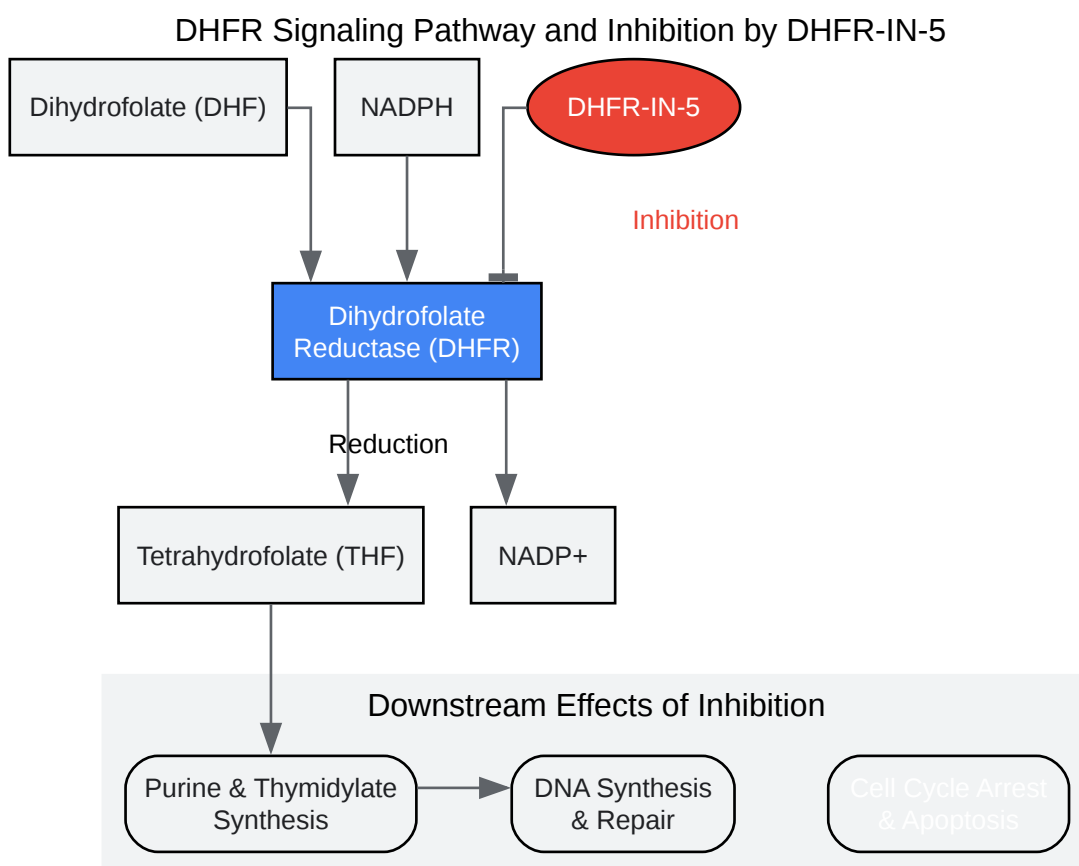 DHFR Signaling Pathway and Inhibition by DHFR-IN-5
Dihydrofolate (DHF)
NADPH
DHFR-IN-5
Inhibition
Dihydrofolate
Reductase (DHFR)
Reduction
Tetrahydrofolate (THF)
NADP+
Downstream Effects of Inhibition
Purine & Thymidylate
Synthesis
DNA Synthesis
& Repair
Cell Cycle Arrest
& Apoptosis